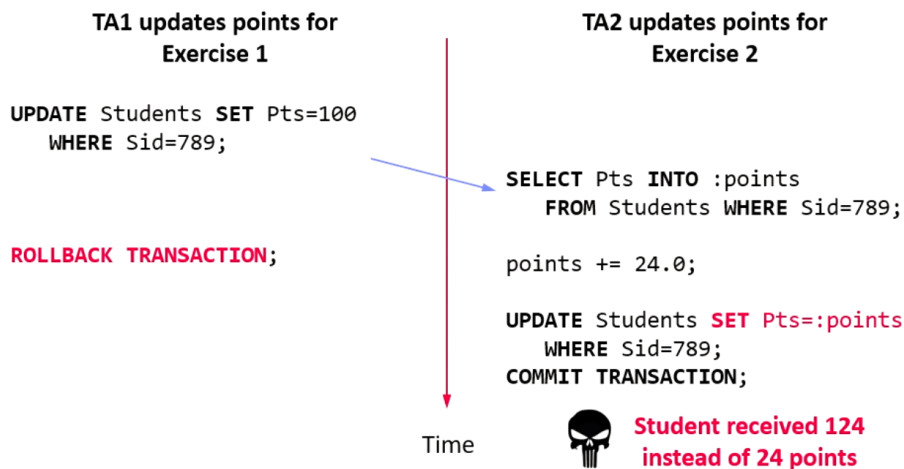 TA1 updates points for
Exercise 1
TA2 updates points for
Exercise 2
UPDATE Students SET Pts=100
WHERE Sid=789;
SELECT Pts INTO :points
FROM Students WHERE Sid=789;
ROLLBACK TRANSACTION;
points += 24.0;
UPDATE Students SET Pts=:points
WHERE Sid=789;
COMMIT TRANSACTION;
Time
Student received 124
instead of 24 points